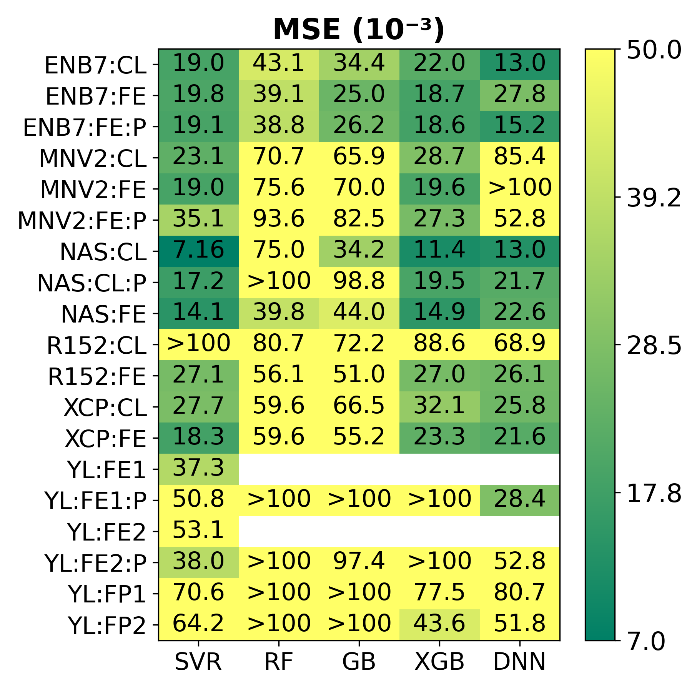 MSE (10⁻³)
ENB7:CL 19.0 43.1 34.4 22.0 13.0
ENB7:FE 19.8 39.1 25.0 18.7 27.8
ENB7:FE:P 19.1 38.8 26.2 18.6 15.2
MNV2:CL 23.1 70.7 65.9 28.7 85.4
MNV2:FE 19.0 75.6 70.0 19.6 >100
MNV2:FE:P 35.1 93.6 82.5 27.3 52.8
NAS:CL 7.16 75.0 34.2 11.4 13.0
NAS:CL:P 17.2 >100 98.8 19.5 21.7
NAS:FE 14.1 39.8 44.0 14.9 22.6
R152:CL >100 80.7 72.2 88.6 68.9
R152:FE 27.1 56.1 51.0 27.0 26.1
XCP:CL 27.7 59.6 66.5 32.1 25.8
XCP:FE 18.3 59.6 55.2 23.3 21.6
YL:FE1 37.3
YL:FE1:P 50.8 >100 >100 >100 28.4
YL:FE2 53.1
YL:FE2:P 38.0 >100 97.4 >100 52.8
YL:FP1 70.6 >100 >100 77.5 80.7
YL:FP2 64.2 >100 >100 43.6 51.8
SVR RF GB XGB DNN
50.0
39.2
28.5
17.8
7.0